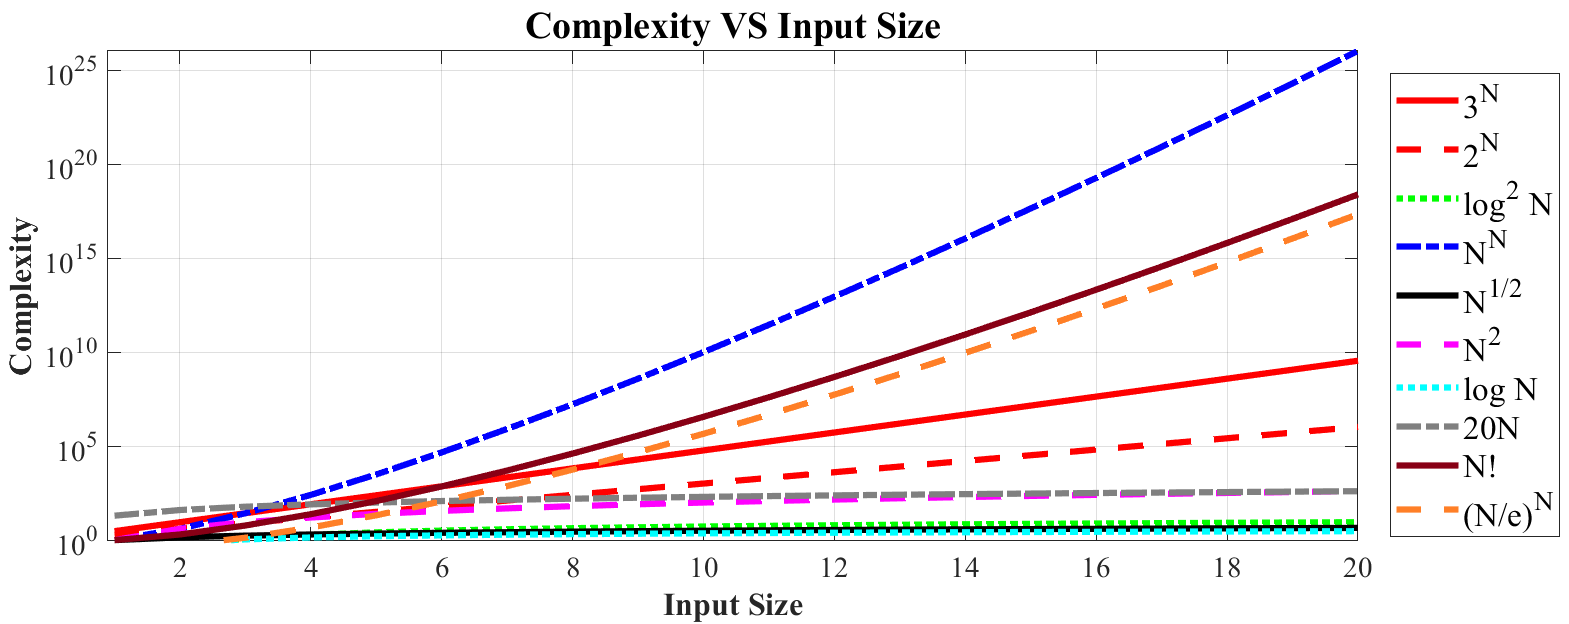 Complexity VS Input Size
Complexity
10^25
10^20
10^15
10^10
10^5
10^0
2 4 6 8 10 12 14 16 18 20
Input Size
3^N
2^N
log^2 N
N^N
N^1/2
N^2
log N
20N
N!
(N/e)^N